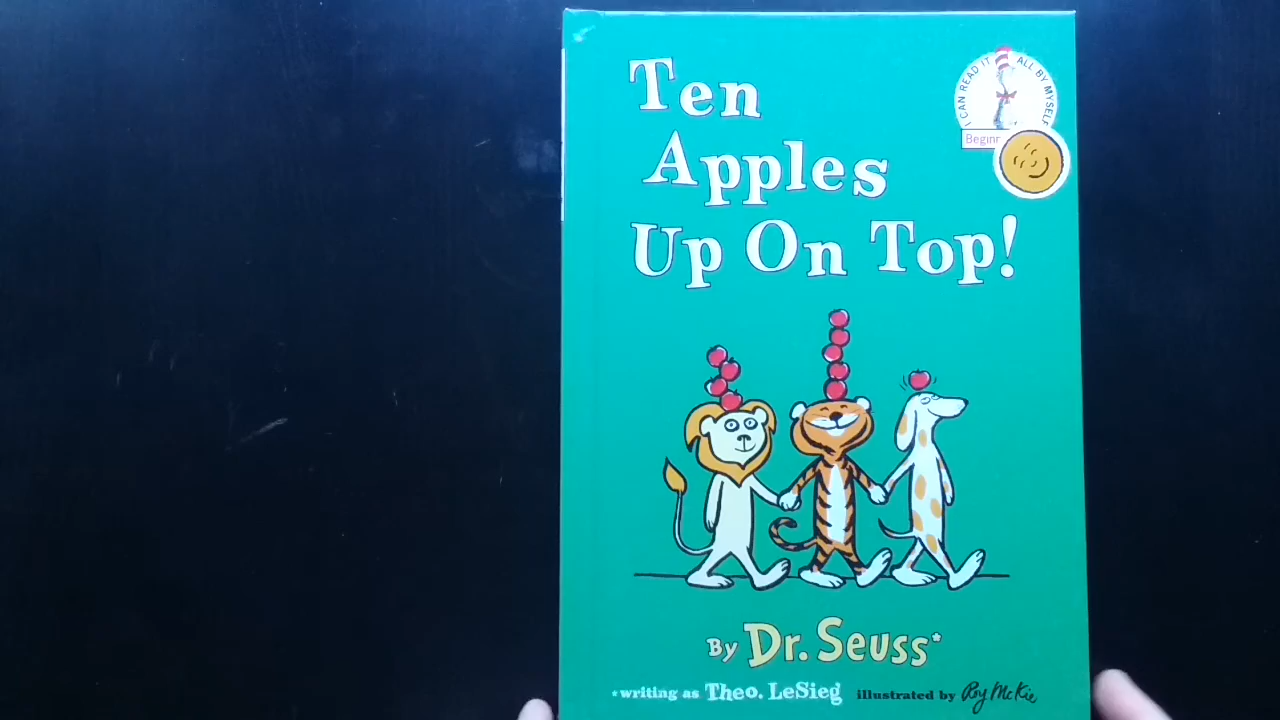 Ten
Apples
Up On Top!
I CAN READ IT ALL BY MYSELF
By Dr. Seuss*
*writing as Theo. LeSieg illustrated by Roy McKie